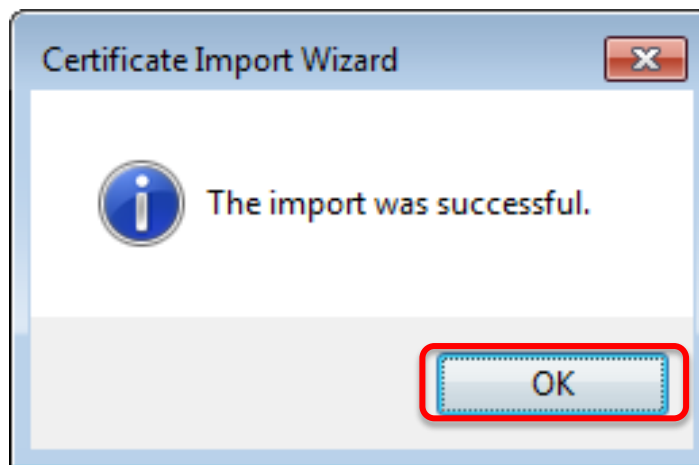 Certificate Import Wizard
The import was successful.
OK